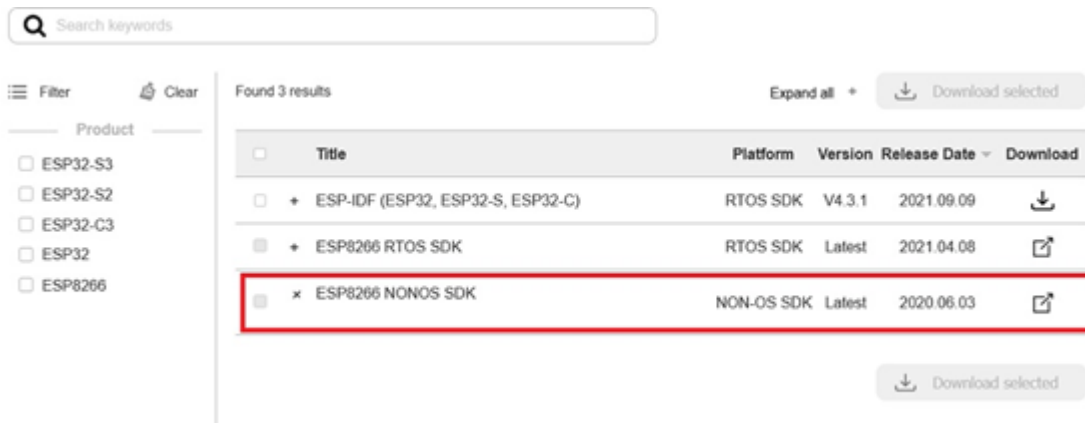 Search keywords
Filter Clear
Product
ESP32-S3
ESP32-S2
ESP32-C3
ESP32
ESP8266
Found 3 results Expand all + Download selected
Title Platform Version Release Date Download
+ ESP-IDF (ESP32, ESP32-S, ESP32-C) RTOS SDK V4.3.1 2021.09.09
+ ESP8266 RTOS SDK RTOS SDK Latest 2021.04.08
× ESP8266 NONOS SDK NON-OS SDK Latest 2020.06.03
Download selected